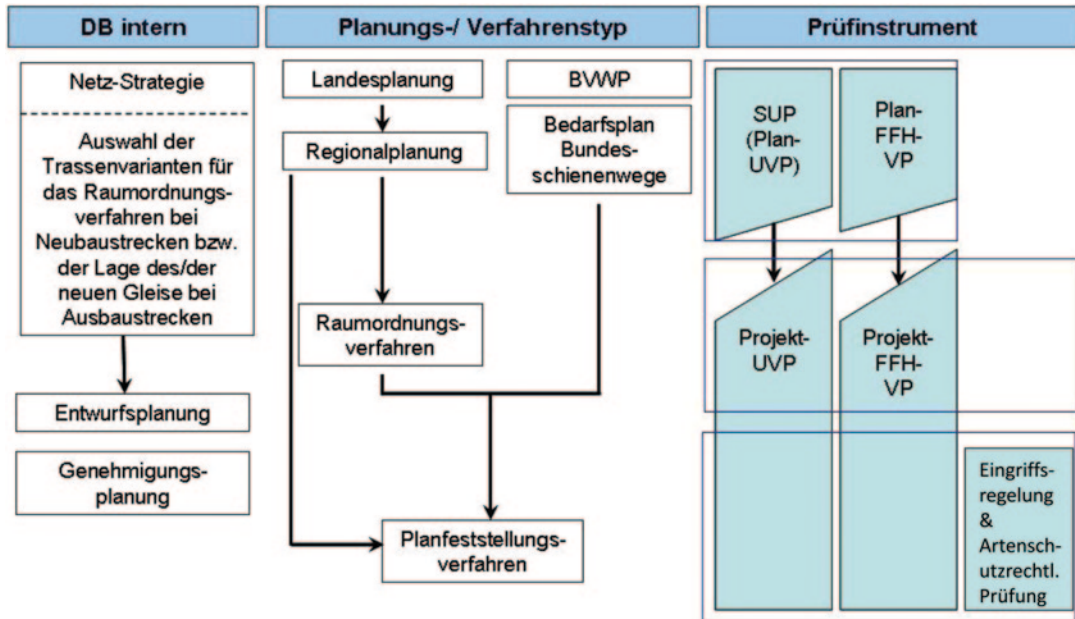 DB intern
Netz-Strategie
Auswahl der
Trassenvarianten für
das Raumordnungs-
verfahren bei
Neubaustrecken bzw.
der Lage des/der
neuen Gleise bei
Ausbaustrecken
Entwurfsplanung
Genehmigungs-
planung
Planungs-/ Verfahrenstyp
Landesplanung
Regionalplanung
BVWP
Bedarfsplan
Bundes-
schienenwege
Raumordnungs-
verfahren
Planfeststellungs-
verfahren
Prüfinstrument
SUP
(Plan-
UVP)
Plan-
FFH-
VP
Projekt-
UVP
Projekt-
FFH-
VP
Eingriffs-
regelung
&
Artensch-
utzrechtl.
Prüfung